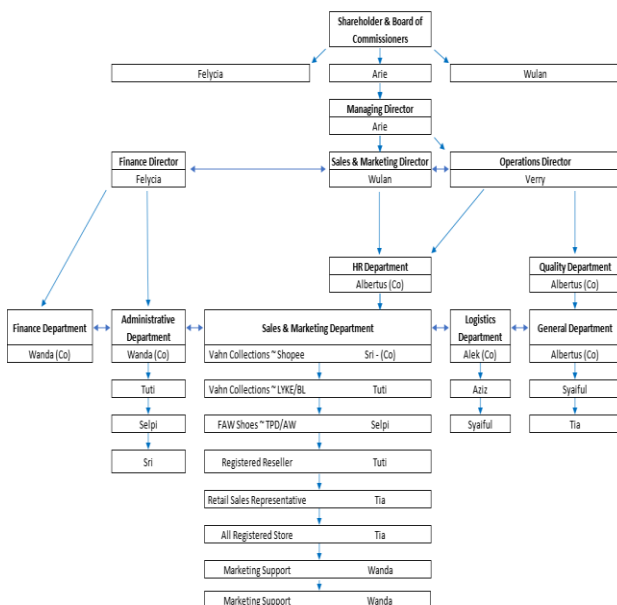 Shareholder & Board of
Commissioners
Felycia Arie Wulan
Managing Director
Arie
Finance Director Sales & Marketing Director Operations Director
Felycia Wulan Verry
HR Department Quality Department
Albertus (Co) Albertus (Co)
Finance Department Administrative Department Sales & Marketing Department Logistics Department General Department
Wanda (Co) Wanda (Co) Vahn Collections ~ Shopee Sri - (Co) Alek (Co) Albertus (Co)
Tuti Vahn Collections ~ LYKE/BL Tuti Aziz Syaiful
Selpi FAW Shoes ~ TPD/AW Selpi Syaiful Tia
Sri Registered Reseller Tuti
Retail Sales Representative Tia
All Registered Store Tia
Marketing Support Wanda
Marketing Support Wanda